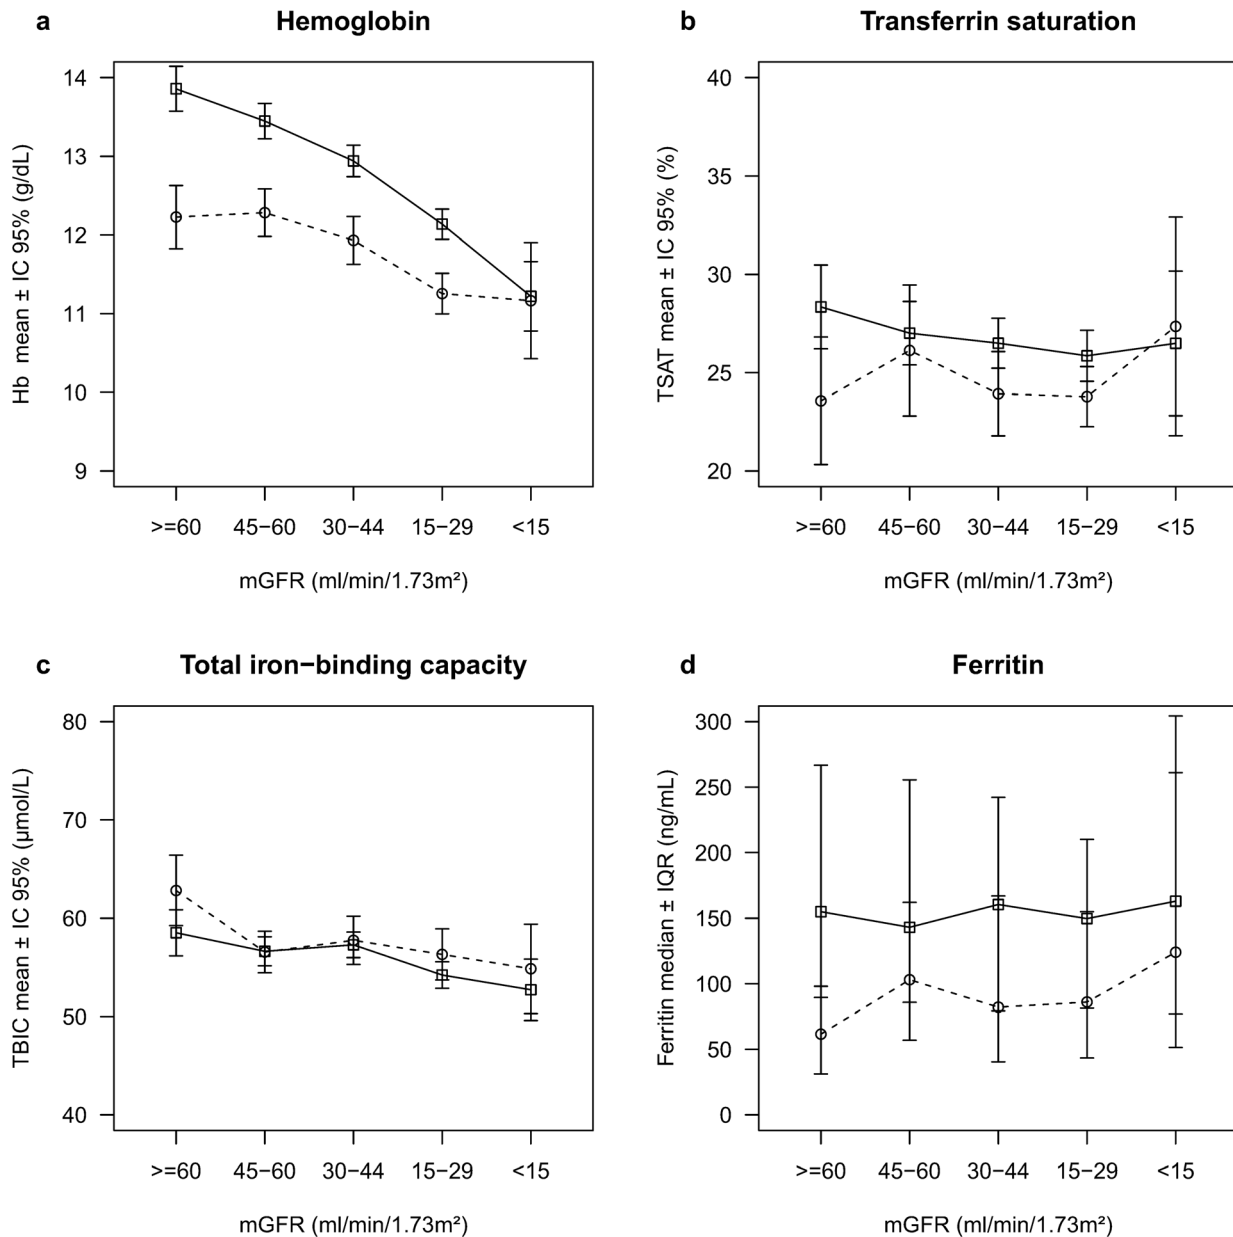 a
Hemoglobin
Hb mean ± IC 95% (g/dL)
14
13
12
11
10
9
>=60 45−60 30−44 15−29 <15
mGFR (ml/min/1.73m²)
b
Transferrin saturation
TSAT mean ± IC 95% (%)
40
35
30
25
20
>=60 45−60 30−44 15−29 <15
mGFR (ml/min/1.73m²)
c
Total iron−binding capacity
TBIC mean ± IC 95% (µmol/L)
80
70
60
50
40
>=60 45−60 30−44 15−29 <15
mGFR (ml/min/1.73m²)
d
Ferritin
Ferritin median ± IQR (ng/mL)
300
250
200
150
100
50
0
>=60 45−60 30−44 15−29 <15
mGFR (ml/min/1.73m²)